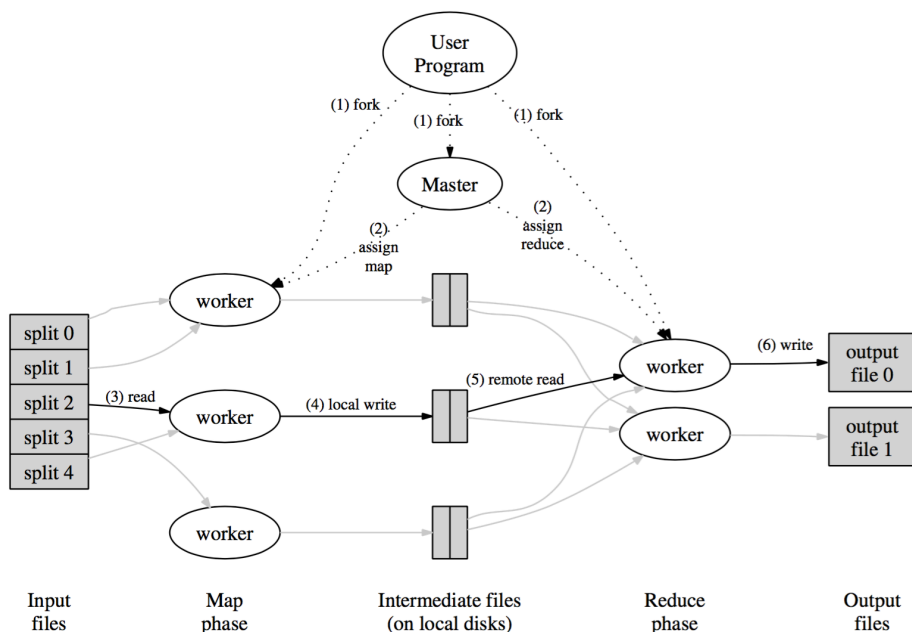 User
Program
(1) fork
(1) fork
(1) fork
Master
(2)
assign
map
(2)
assign
reduce
worker
split 0
split 1
split 2
split 3
split 4
(3) read
worker
(4) local write
(5) remote read
worker
(6) write
output
file 0
worker
output
file 1
worker
Input
files
Map
phase
Intermediate files
(on local disks)
Reduce
phase
Output
files